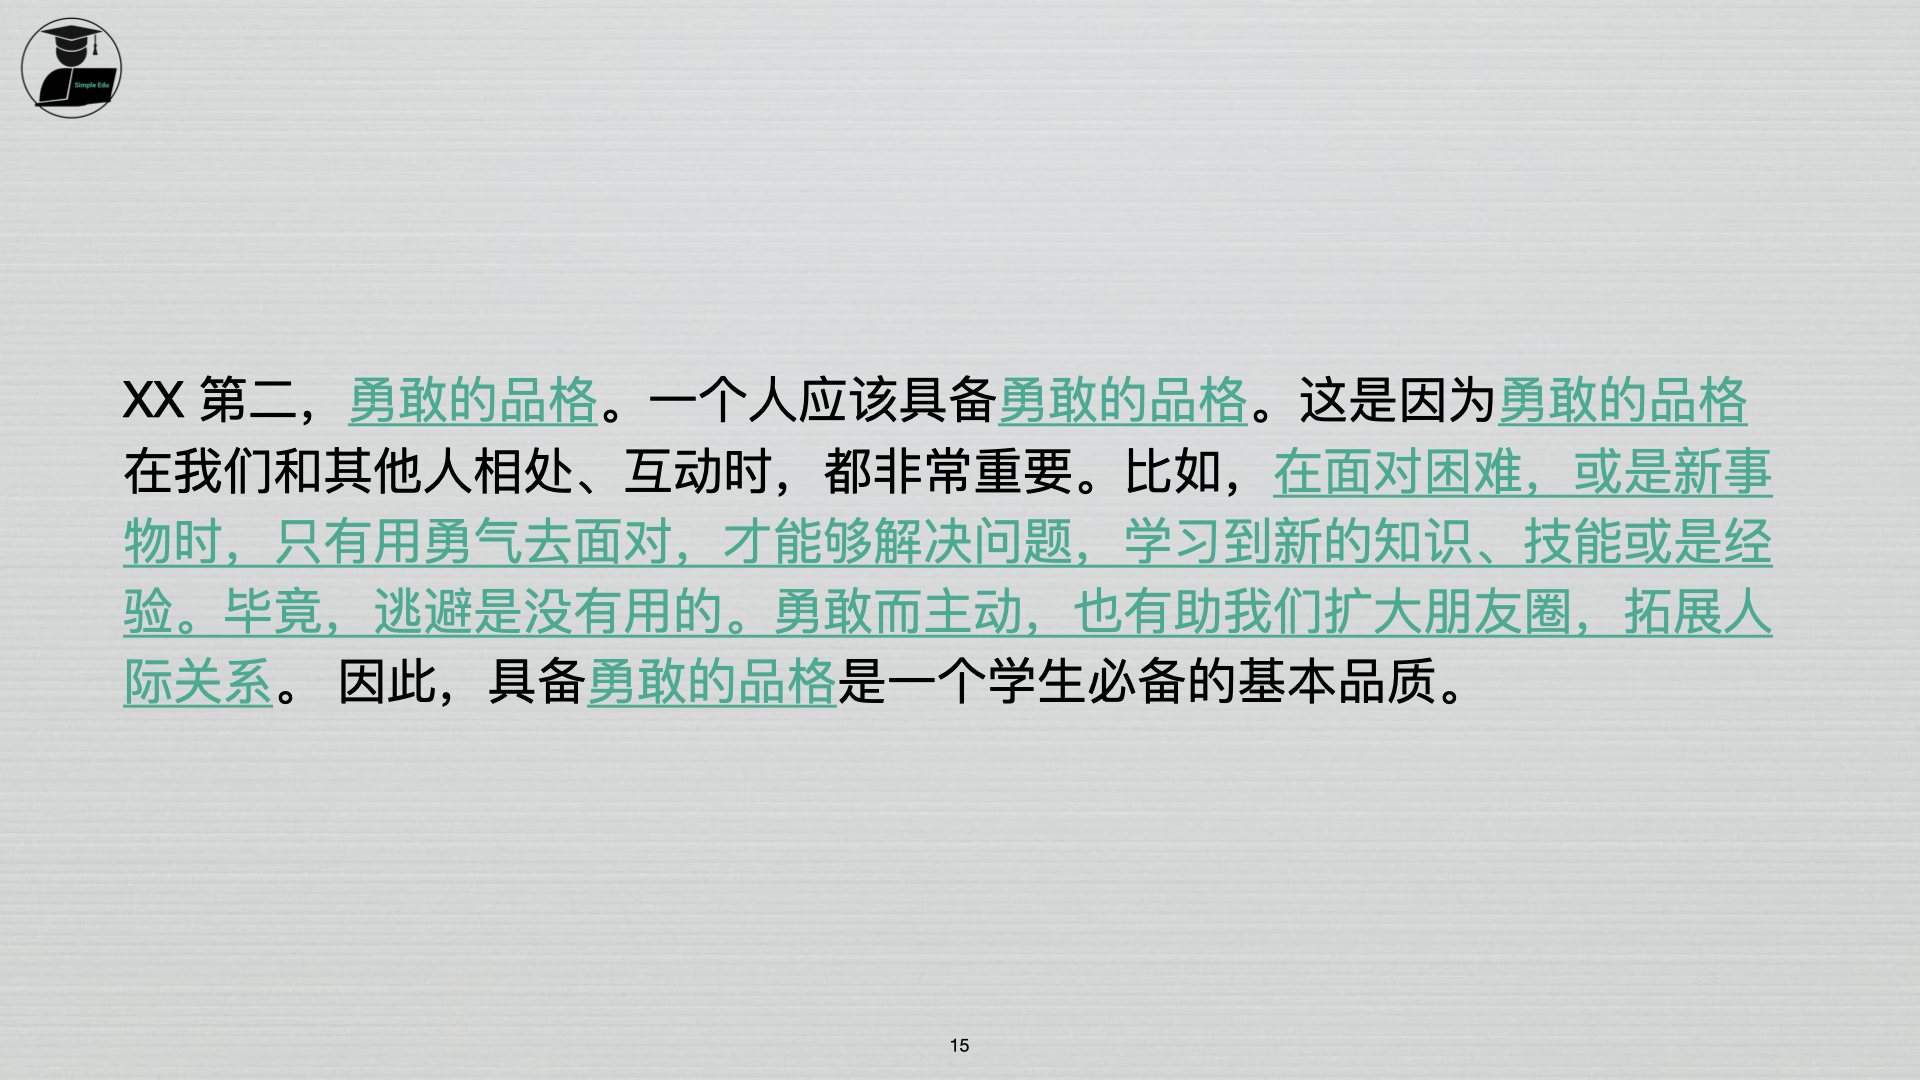 Simple Edu
XX 第二，勇敢的品格。一个人应该具备勇敢的品格。这是因为勇敢的品格
在我们和其他人相处、互动时，都非常重要。比如，在面对困难，或是新事
物时，只有用勇气去面对，才能够解决问题，学习到新的知识、技能或是经
验。毕竟，逃避是没有用的。勇敢而主动，也有助我们扩大朋友圈，拓展人
际关系。 因此，具备勇敢的品格是一个学生必备的基本品质。
15